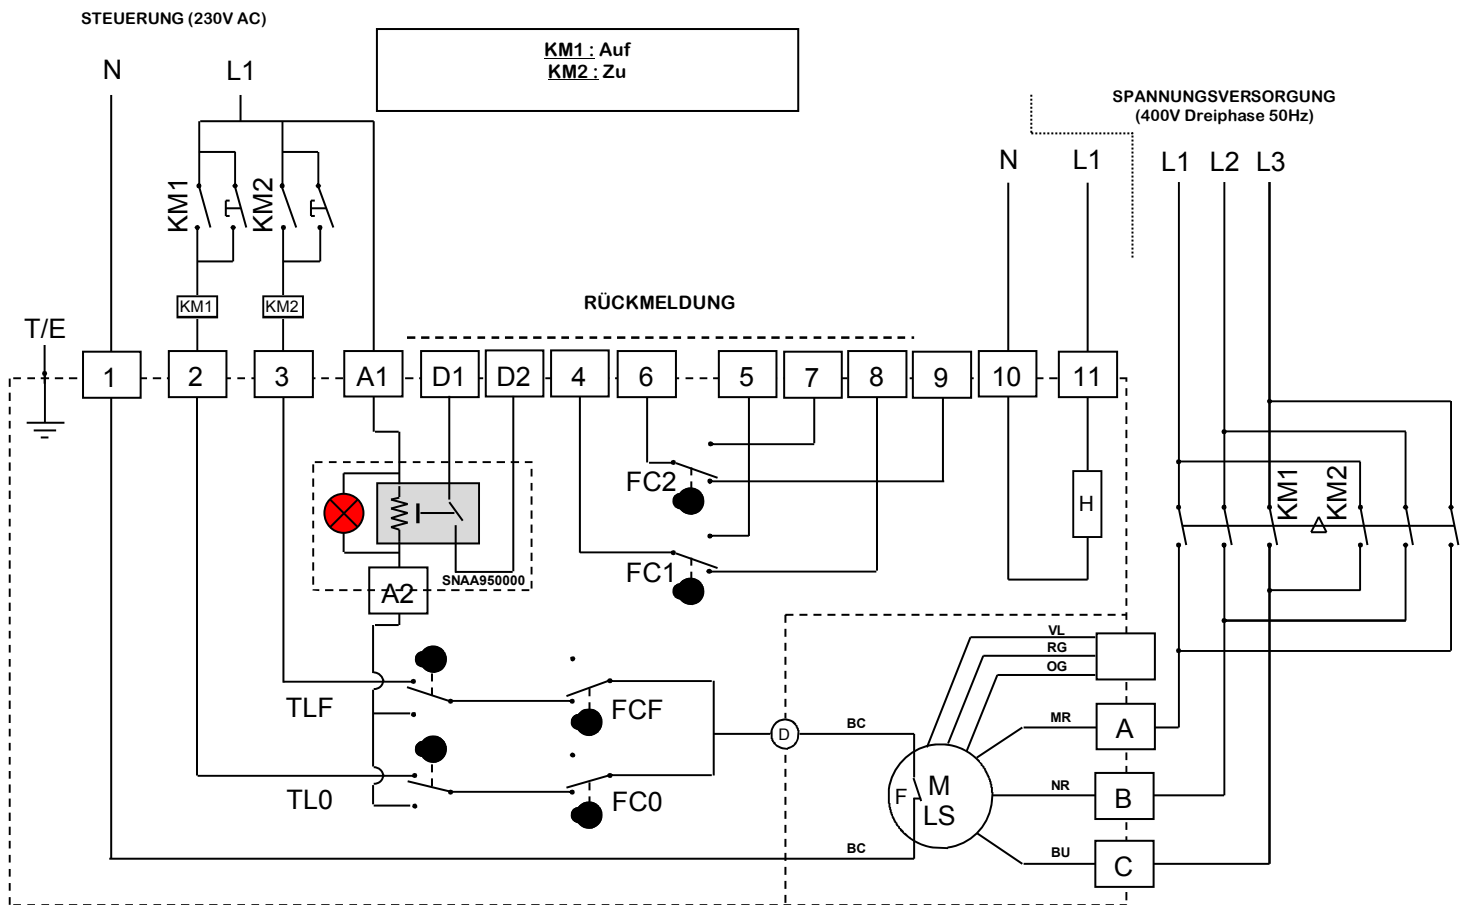 STEUERUNG (230V AC)
KM1 : Auf
KM2 : Zu
SPANNUNGSVERSORGUNG
(400V Dreiphase 50Hz)
N L1
N L1 L1 L2 L3
KM1 KM2
KM1 KM2
RÜCKMELDUNG
T/E
1 2 3 A1 D1 D2 4 6 5 7 8 9 10 11
FC2
H
KM1 KM2
FC1
SNAA950000
A2
VL
RG
OG
TLF FCF
MR A
BC
D
F M NR B
LS
TL0 FC0
BC
BU C